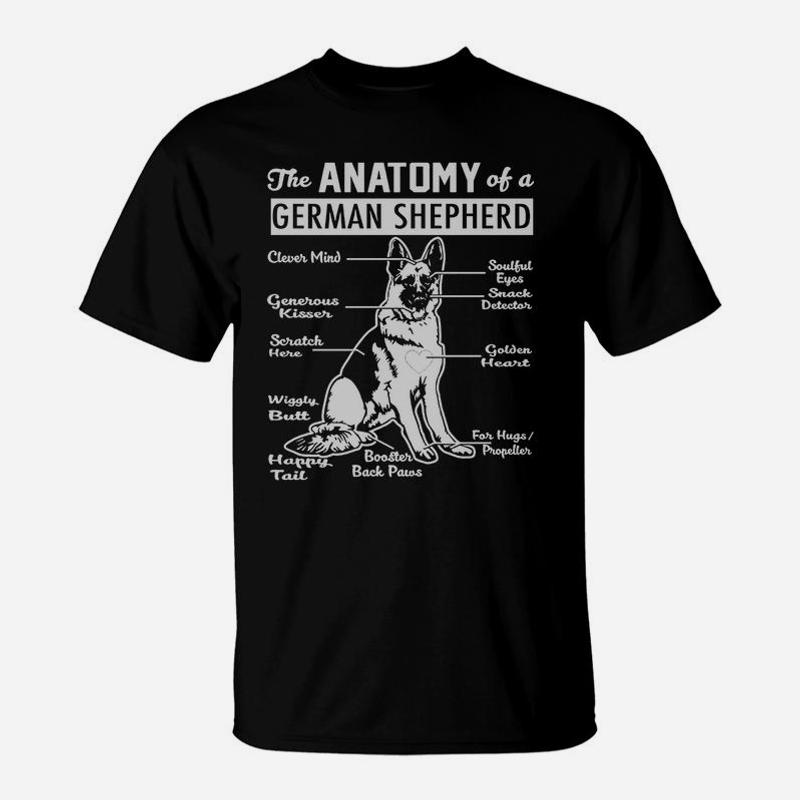 The ANATOMY of a
GERMAN SHEPHERD
Clever Mind
Soulful
Eyes
Generous
Kisser
Snack
Detector
Scratch
Here
Golden
Heart
Wiggly
Butt
For Hugs/
Propeller
Happy
Tail
Booster
Back Paws